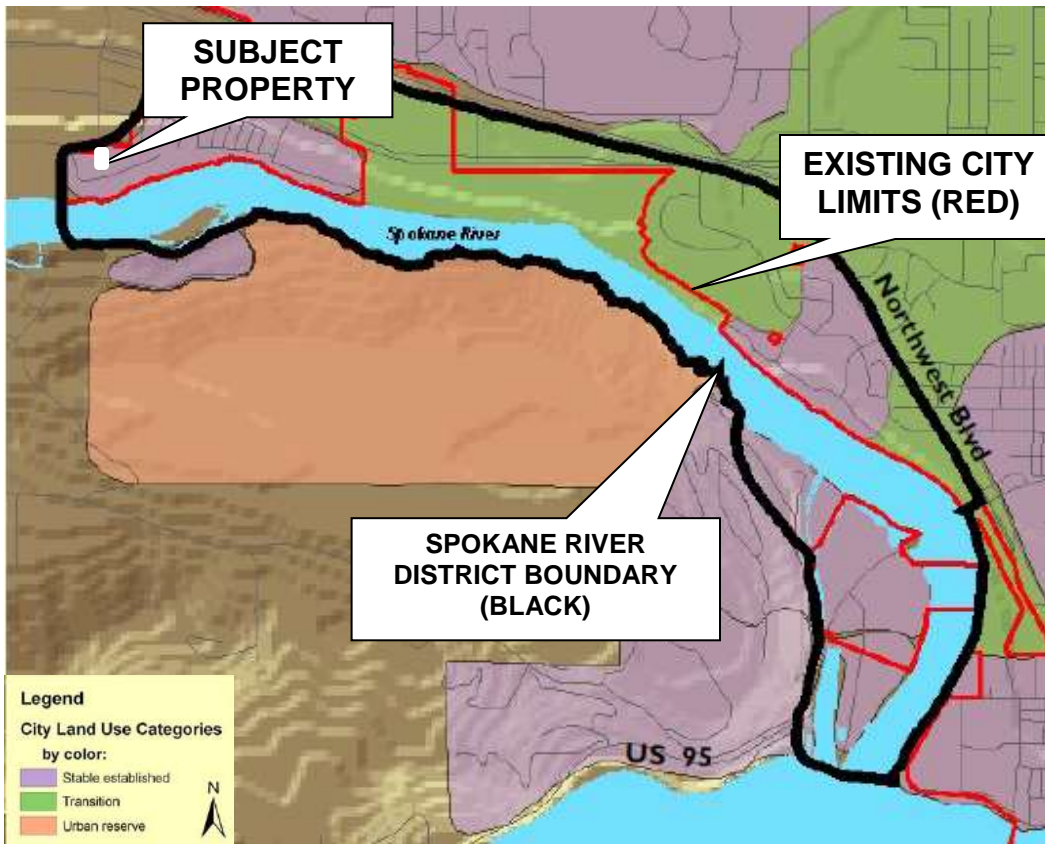 SUBJECT
PROPERTY
EXISTING CITY
LIMITS (RED)
Spokane River
Northwest Blvd
SPOKANE RIVER
DISTRICT BOUNDARY
(BLACK)
US 95
Legend
City Land Use Categories
by color:
Stable established
Transition
Urban reserve
N